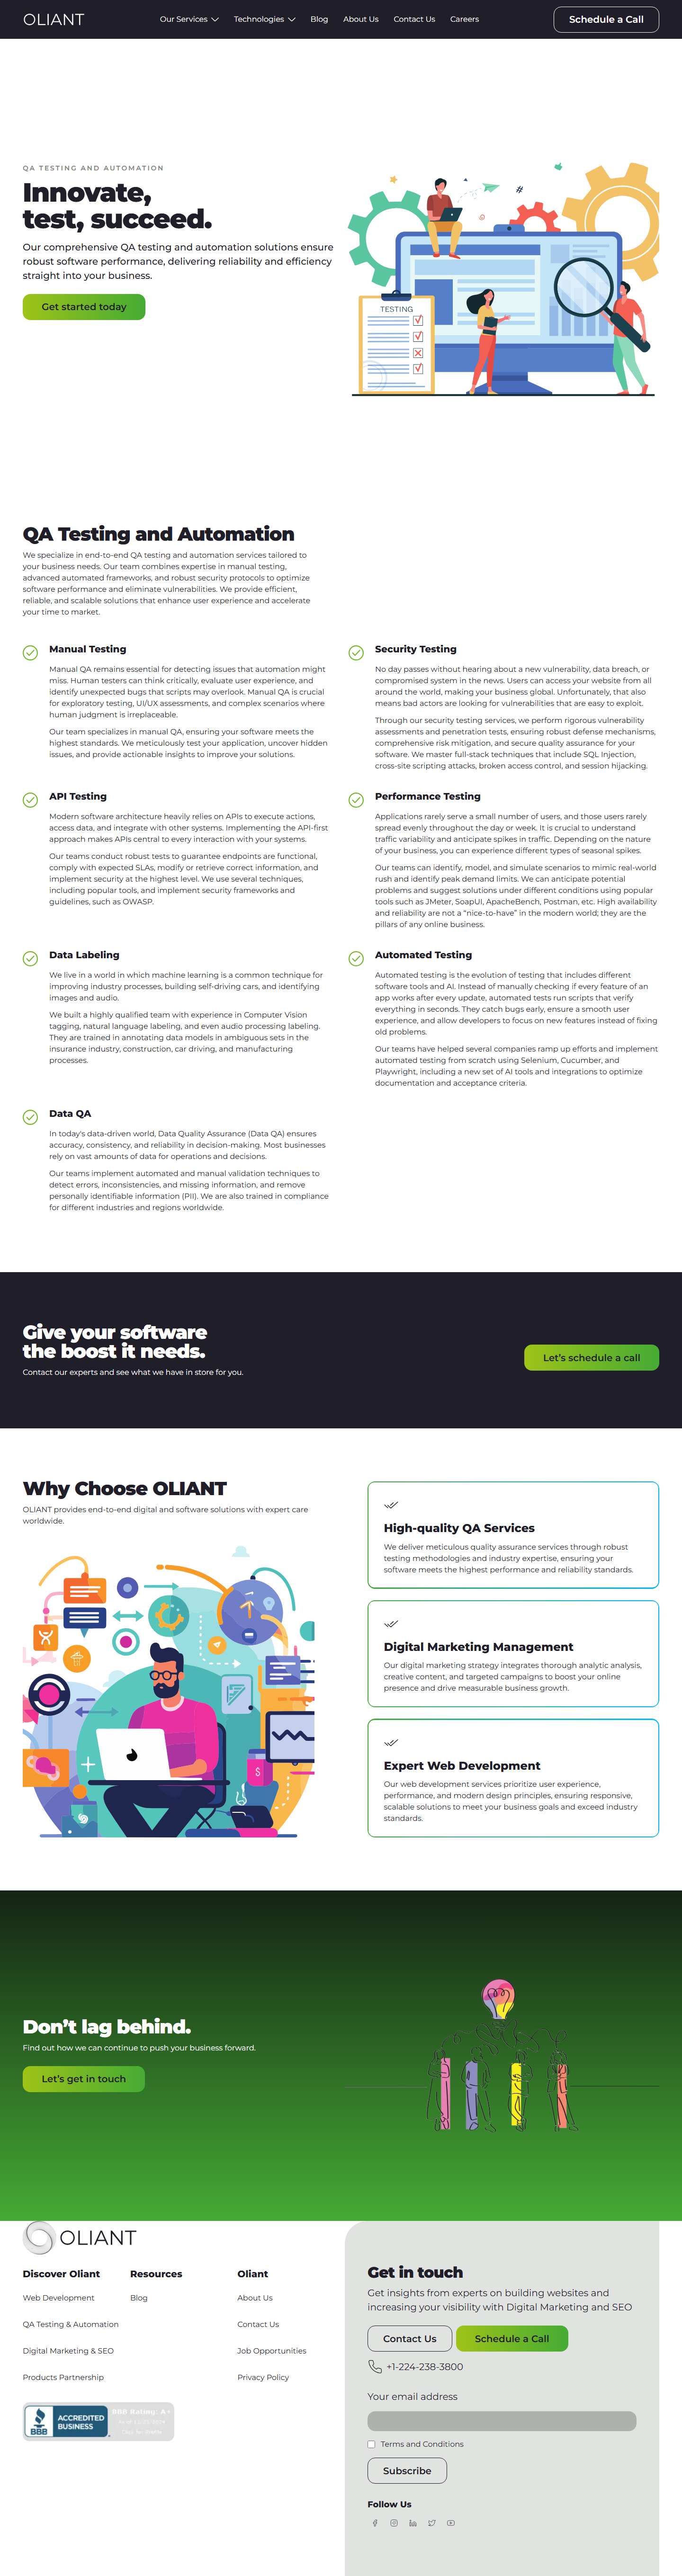 OLIANT
Our Services
Technologies
Blog
About Us
Contact Us
Careers
Schedule a Call
QA TESTING AND AUTOMATION
Innovate,
test, succeed.
Our comprehensive QA testing and automation solutions ensure
robust software performance, delivering reliability and efficiency
straight into your business.
Get started today
#
TESTING
QA Testing and Automation
We specialize in end-to-end QA testing and automation services tailored to
your business needs. Our team combines expertise in manual testing,
advanced automated frameworks, and robust security protocols to optimize
software performance and eliminate vulnerabilities. We provide efficient,
reliable, and scalable solutions that enhance user experience and accelerate
your time to market.
Manual Testing
Manual QA remains essential for detecting issues that automation might
miss. Human testers can think critically, evaluate user experience, and
identify unexpected bugs that scripts may overlook. Manual QA is crucial
for exploratory testing, UI/UX assessments, and complex scenarios where
human judgment is irreplaceable.
Our team specializes in manual QA, ensuring your software meets the
highest standards. We meticulously test your application, uncover hidden
issues, and provide actionable insights to improve your solutions.
Security Testing
No day passes without hearing about a new vulnerability, data breach, or
compromised system in the news. Users can access your website from all
around the world, making your business global. Unfortunately, that also
means bad actors are looking for vulnerabilities that are easy to exploit.
Through our security testing services, we perform rigorous vulnerability
assessments and penetration tests, ensuring robust defense mechanisms,
comprehensive risk mitigation, and secure quality assurance for your
software. We master full-stack techniques that include SQL Injection,
cross-site scripting attacks, broken access control, and session hijacking.
API Testing
Modern software architecture heavily relies on APIs to execute actions,
access data, and integrate with other systems. Implementing the API-first
approach makes APIs central to every interaction with your systems.
Our teams conduct robust tests to guarantee endpoints are functional,
comply with expected SLAs, modify or retrieve correct information, and
implement security at the highest level. We use several techniques,
including popular tools, and implement security frameworks and
guidelines, such as OWASP.
Performance Testing
Applications rarely serve a small number of users, and those users rarely
spread evenly throughout the day or week. It is crucial to understand
traffic variability and anticipate spikes in traffic. Depending on the nature
of your business, you can experience different types of seasonal spikes.
Our teams can identify, model, and simulate scenarios to mimic real-world
rush and identify peak demand limits. We can anticipate potential
problems and suggest solutions under different conditions using popular
tools such as JMeter, SoapUI, ApacheBench, Postman, etc. High availability
and reliability are not a “nice-to-have” in the modern world; they are the
pillars of any online business.
Data Labeling
We live in a world in which machine learning is a common technique for
improving industry processes, building self-driving cars, and identifying
images and audio.
We built a highly qualified team with experience in Computer Vision
tagging, natural language labeling, and even audio processing labeling.
They are trained in annotating data models in ambiguous sets in the
insurance industry, construction, car driving, and manufacturing
processes.
Automated Testing
Automated testing is the evolution of testing that includes different
software tools and AI. Instead of manually checking if every feature of an
app works after every update, automated tests run scripts that verify
everything in seconds. They catch bugs early, ensure a smooth user
experience, and allow developers to focus on new features instead of fixing
old problems.
Our teams have helped several companies ramp up efforts and implement
automated testing from scratch using Selenium, Cucumber, and
Playwright, including a new set of AI tools and integrations to optimize
documentation and acceptance criteria.
Data QA
In today's data-driven world, Data Quality Assurance (Data QA) ensures
accuracy, consistency, and reliability in decision-making. Most businesses
rely on vast amounts of data for operations and decisions.
Our teams implement automated and manual validation techniques to
detect errors, inconsistencies, and missing information, and remove
personally identifiable information (PII). We are also trained in compliance
for different industries and regions worldwide.
Give your software
the boost it needs.
Contact our experts and see what we have in store for you.
Let's schedule a call
Why Choose OLIANT
OLIANT provides end-to-end digital and software solutions with expert care
worldwide.
$
High-quality QA Services
We deliver meticulous quality assurance services through robust
testing methodologies and industry expertise, ensuring your
software meets the highest performance and reliability standards.
Digital Marketing Management
Our digital marketing strategy integrates thorough analytic analysis,
creative content, and targeted campaigns to boost your online
presence and drive measurable business growth.
Expert Web Development
Our web development services prioritize user experience,
performance, and modern design principles, ensuring responsive,
scalable solutions to meet your business goals and exceed industry
standards.
Don’t lag behind.
Find out how we can continue to push your business forward.
Let's get in touch
OLIANT
Discover Oliant
Web Development
QA Testing & Automation
Digital Marketing & SEO
Products Partnership
Resources
Blog
Oliant
About Us
Contact Us
Job Opportunities
Privacy Policy
BBB
ACCREDITED
BUSINESS
BBB Rating: A+
Get in touch
Get insights from experts on building websites and
increasing your visibility with Digital Marketing and SEO
Contact Us
Schedule a Call
+1-224-238-3800
Your email address
Terms and Conditions
Subscribe
Follow Us